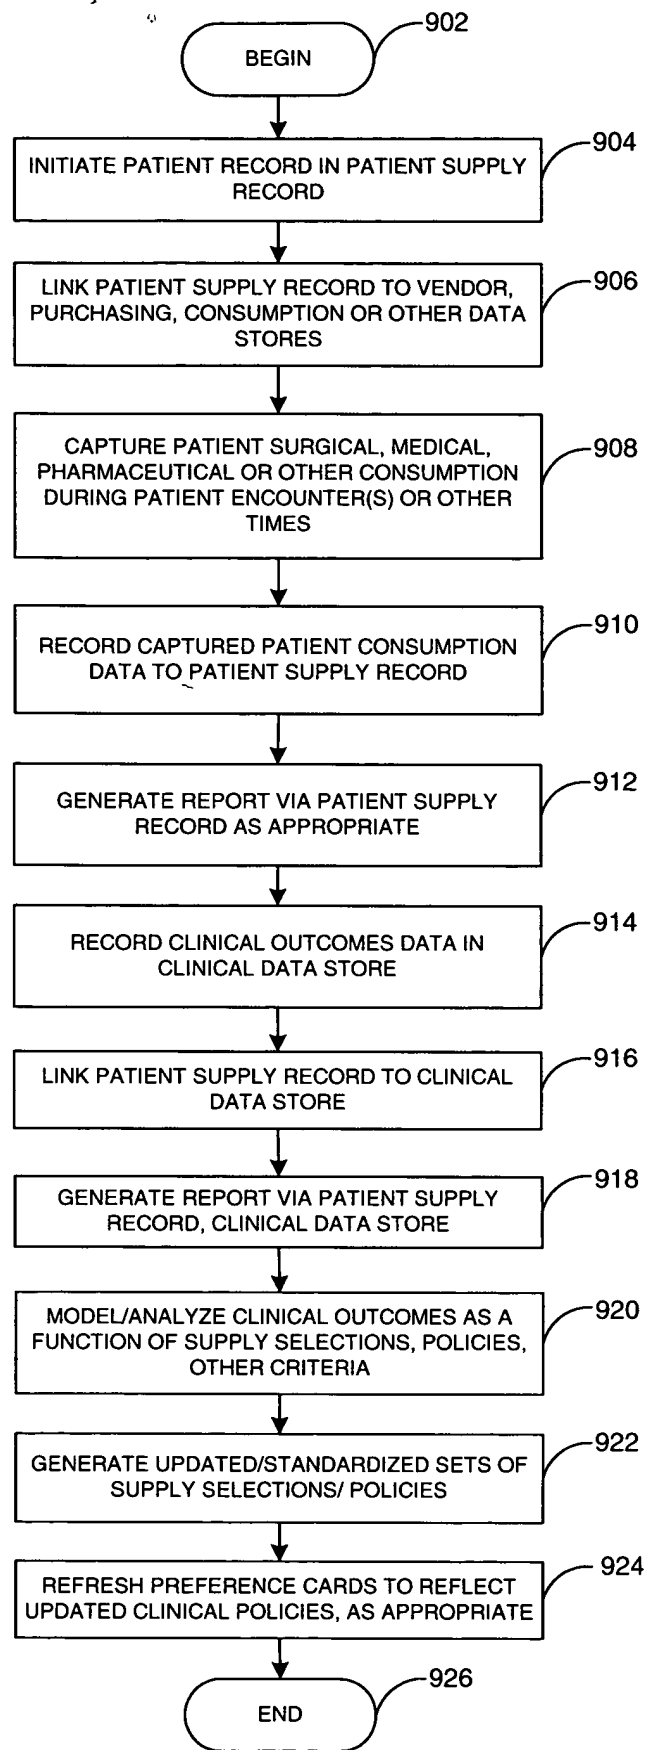 902
BEGIN
904
INITIATE PATIENT RECORD IN PATIENT SUPPLY
RECORD
906
LINK PATIENT SUPPLY RECORD TO VENDOR,
PURCHASING, CONSUMPTION OR OTHER DATA
STORES
908
CAPTURE PATIENT SURGICAL, MEDICAL,
PHARMACEUTICAL OR OTHER CONSUMPTION
DURING PATIENT ENCOUNTER(S) OR OTHER
TIMES
910
RECORD CAPTURED PATIENT CONSUMPTION
DATA TO PATIENT SUPPLY RECORD
912
GENERATE REPORT VIA PATIENT SUPPLY
RECORD AS APPROPRIATE
914
RECORD CLINICAL OUTCOMES DATA IN
CLINICAL DATA STORE
916
LINK PATIENT SUPPLY RECORD TO CLINICAL
DATA STORE
918
GENERATE REPORT VIA PATIENT SUPPLY
RECORD, CLINICAL DATA STORE
920
MODEL/ANALYZE CLINICAL OUTCOMES AS A
FUNCTION OF SUPPLY SELECTIONS, POLICIES,
OTHER CRITERIA
922
GENERATE UPDATED/STANDARDIZED SETS OF
SUPPLY SELECTIONS/ POLICIES
924
REFRESH PREFERENCE CARDS TO REFLECT
UPDATED CLINICAL POLICIES, AS APPROPRIATE
926
END